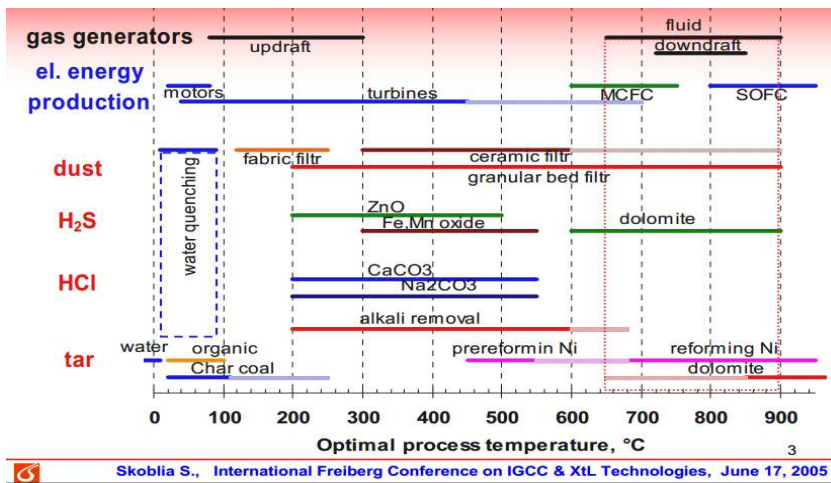 fluid
gas generators
updraft
downdraft
el. energy
production
motors
turbines
MCFC
SOFC
dust
fabric filtr
ceramic filtr
granular bed filtr
water quenching
H₂S
ZnO
Fe,Mn oxide
dolomite
HCl
CaCO3
Na2CO3
alkali removal
tar
water
organic
prereformin Ni
reforming Ni
Char coal
dolomite
0 100 200 300 400 500 600 700 800 900
Optimal process temperature, °C
3
Skoblia S., International Freiberg Conference on IGCC & XtL Technologies, June 17, 2005